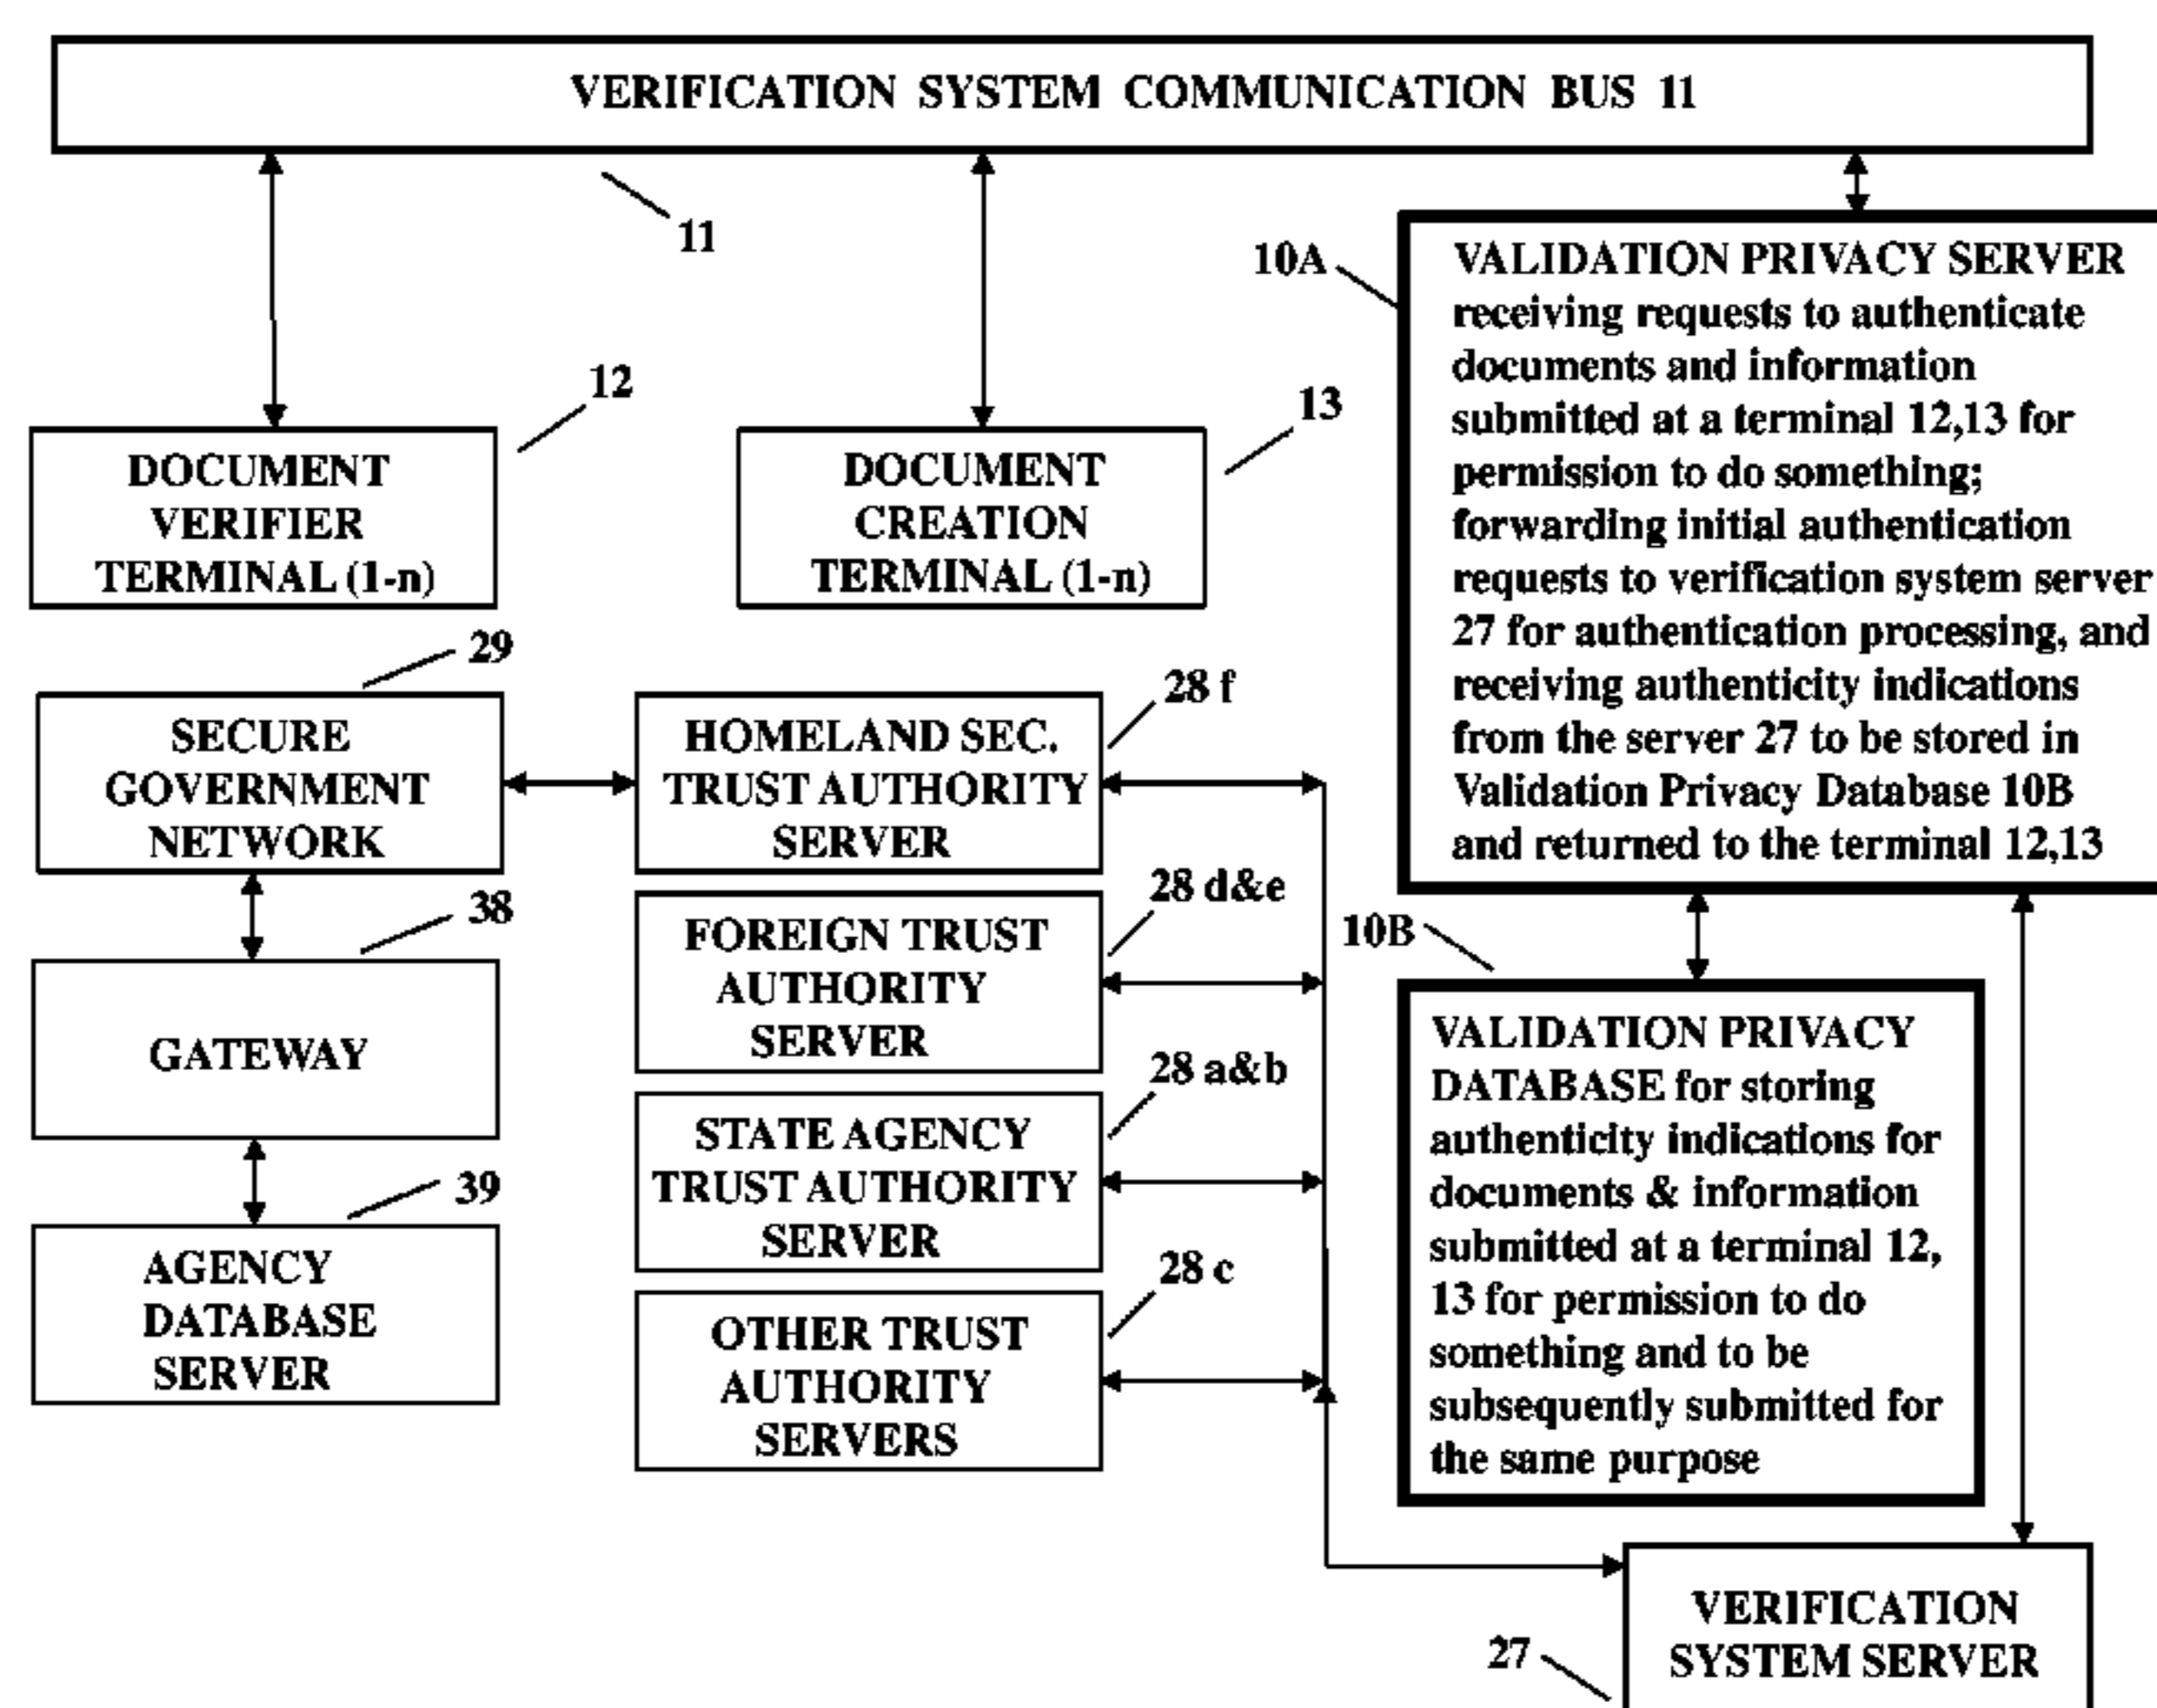 VERIFICATION SYSTEM COMMUNICATION BUS 11
11
12
DOCUMENT
VERIFIER
TERMINAL (1-n)
13
DOCUMENT
CREATION
TERMINAL (1-n)
10A
VALIDATION PRIVACY SERVER
receiving requests to authenticate
documents and information
submitted at a terminal 12,13 for
permission to do something;
forwarding initial authentication
requests to verification system server
27 for authentication processing, and
receiving authenticity indications
from the server 27 to be stored in
Validation Privacy Database 10B
and returned to the terminal 12,13
29
SECURE
GOVERNMENT
NETWORK
28 f
HOMELAND SEC.
TRUST AUTHORITY
SERVER
38
GATEWAY
28 d&e
FOREIGN TRUST
AUTHORITY
SERVER
39
AGENCY
DATABASE
SERVER
28 a&b
STATE AGENCY
TRUST AUTHORITY
SERVER
28 c
OTHER TRUST
AUTHORITY
SERVERS
10B
VALIDATION PRIVACY
DATABASE for storing
authenticity indications for
documents & information
submitted at a terminal 12,
13 for permission to do
something and to be
subsequently submitted for
the same purpose
27
VERIFICATION
SYSTEM SERVER